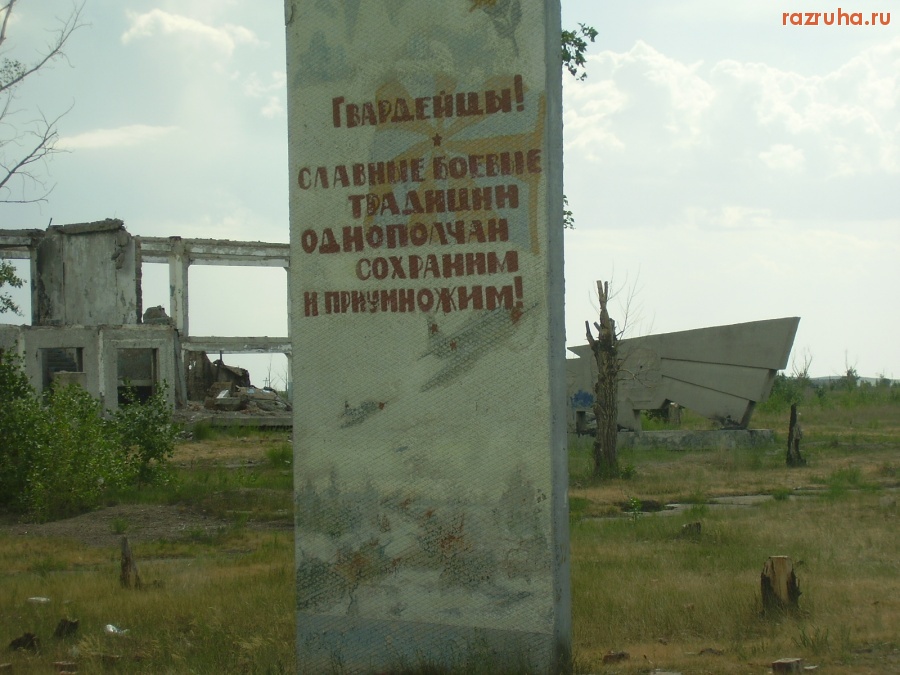 razruha.ru
Гвардейцы!
славные боевые
традиции
однополчан
сохраним
и приумножим!